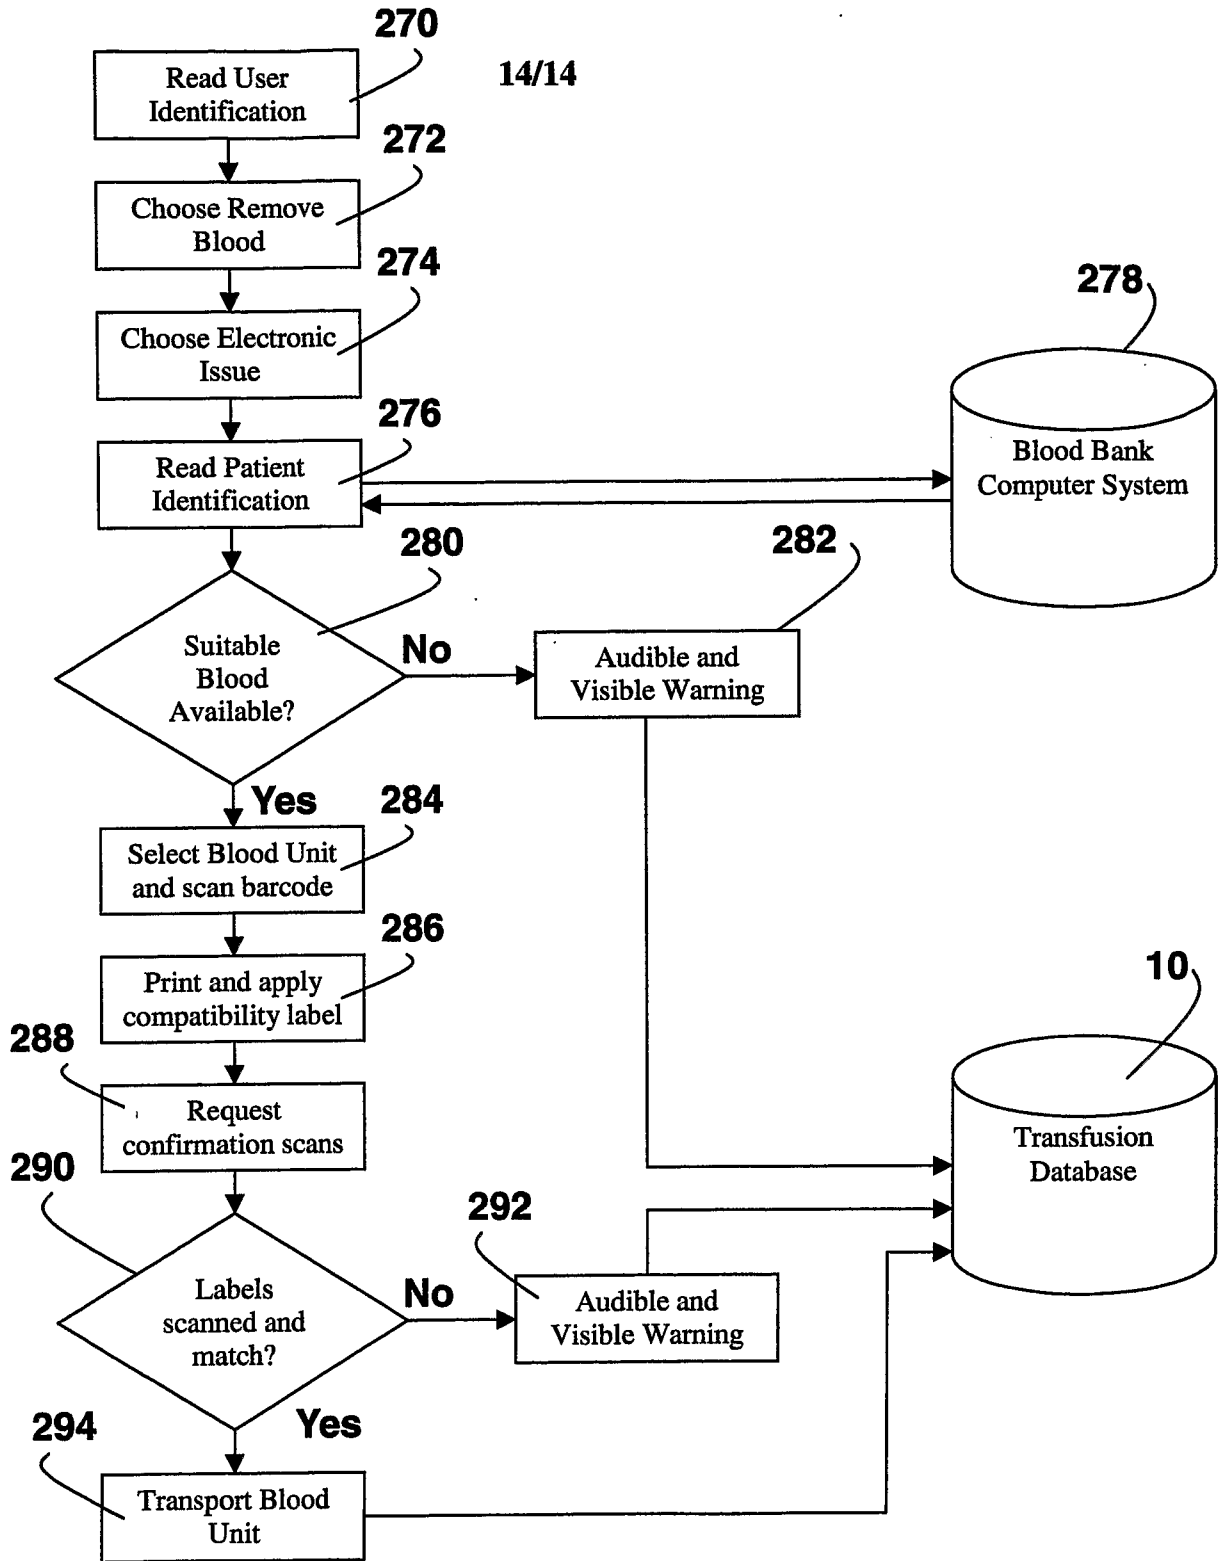 270
Read User
Identification
14/14
272
Choose Remove
Blood
274
Choose Electronic
Issue
276
Read Patient
Identification
278
Blood Bank
Computer System
280
Suitable
Blood
Available?
No
282
Audible and
Visible Warning
Yes
284
Select Blood Unit
and scan barcode
286
Print and apply
compatibility label
288
Request
confirmation scans
10
Transfusion
Database
290
Labels
scanned and
match?
No
292
Audible and
Visible Warning
Yes
294
Transport Blood
Unit